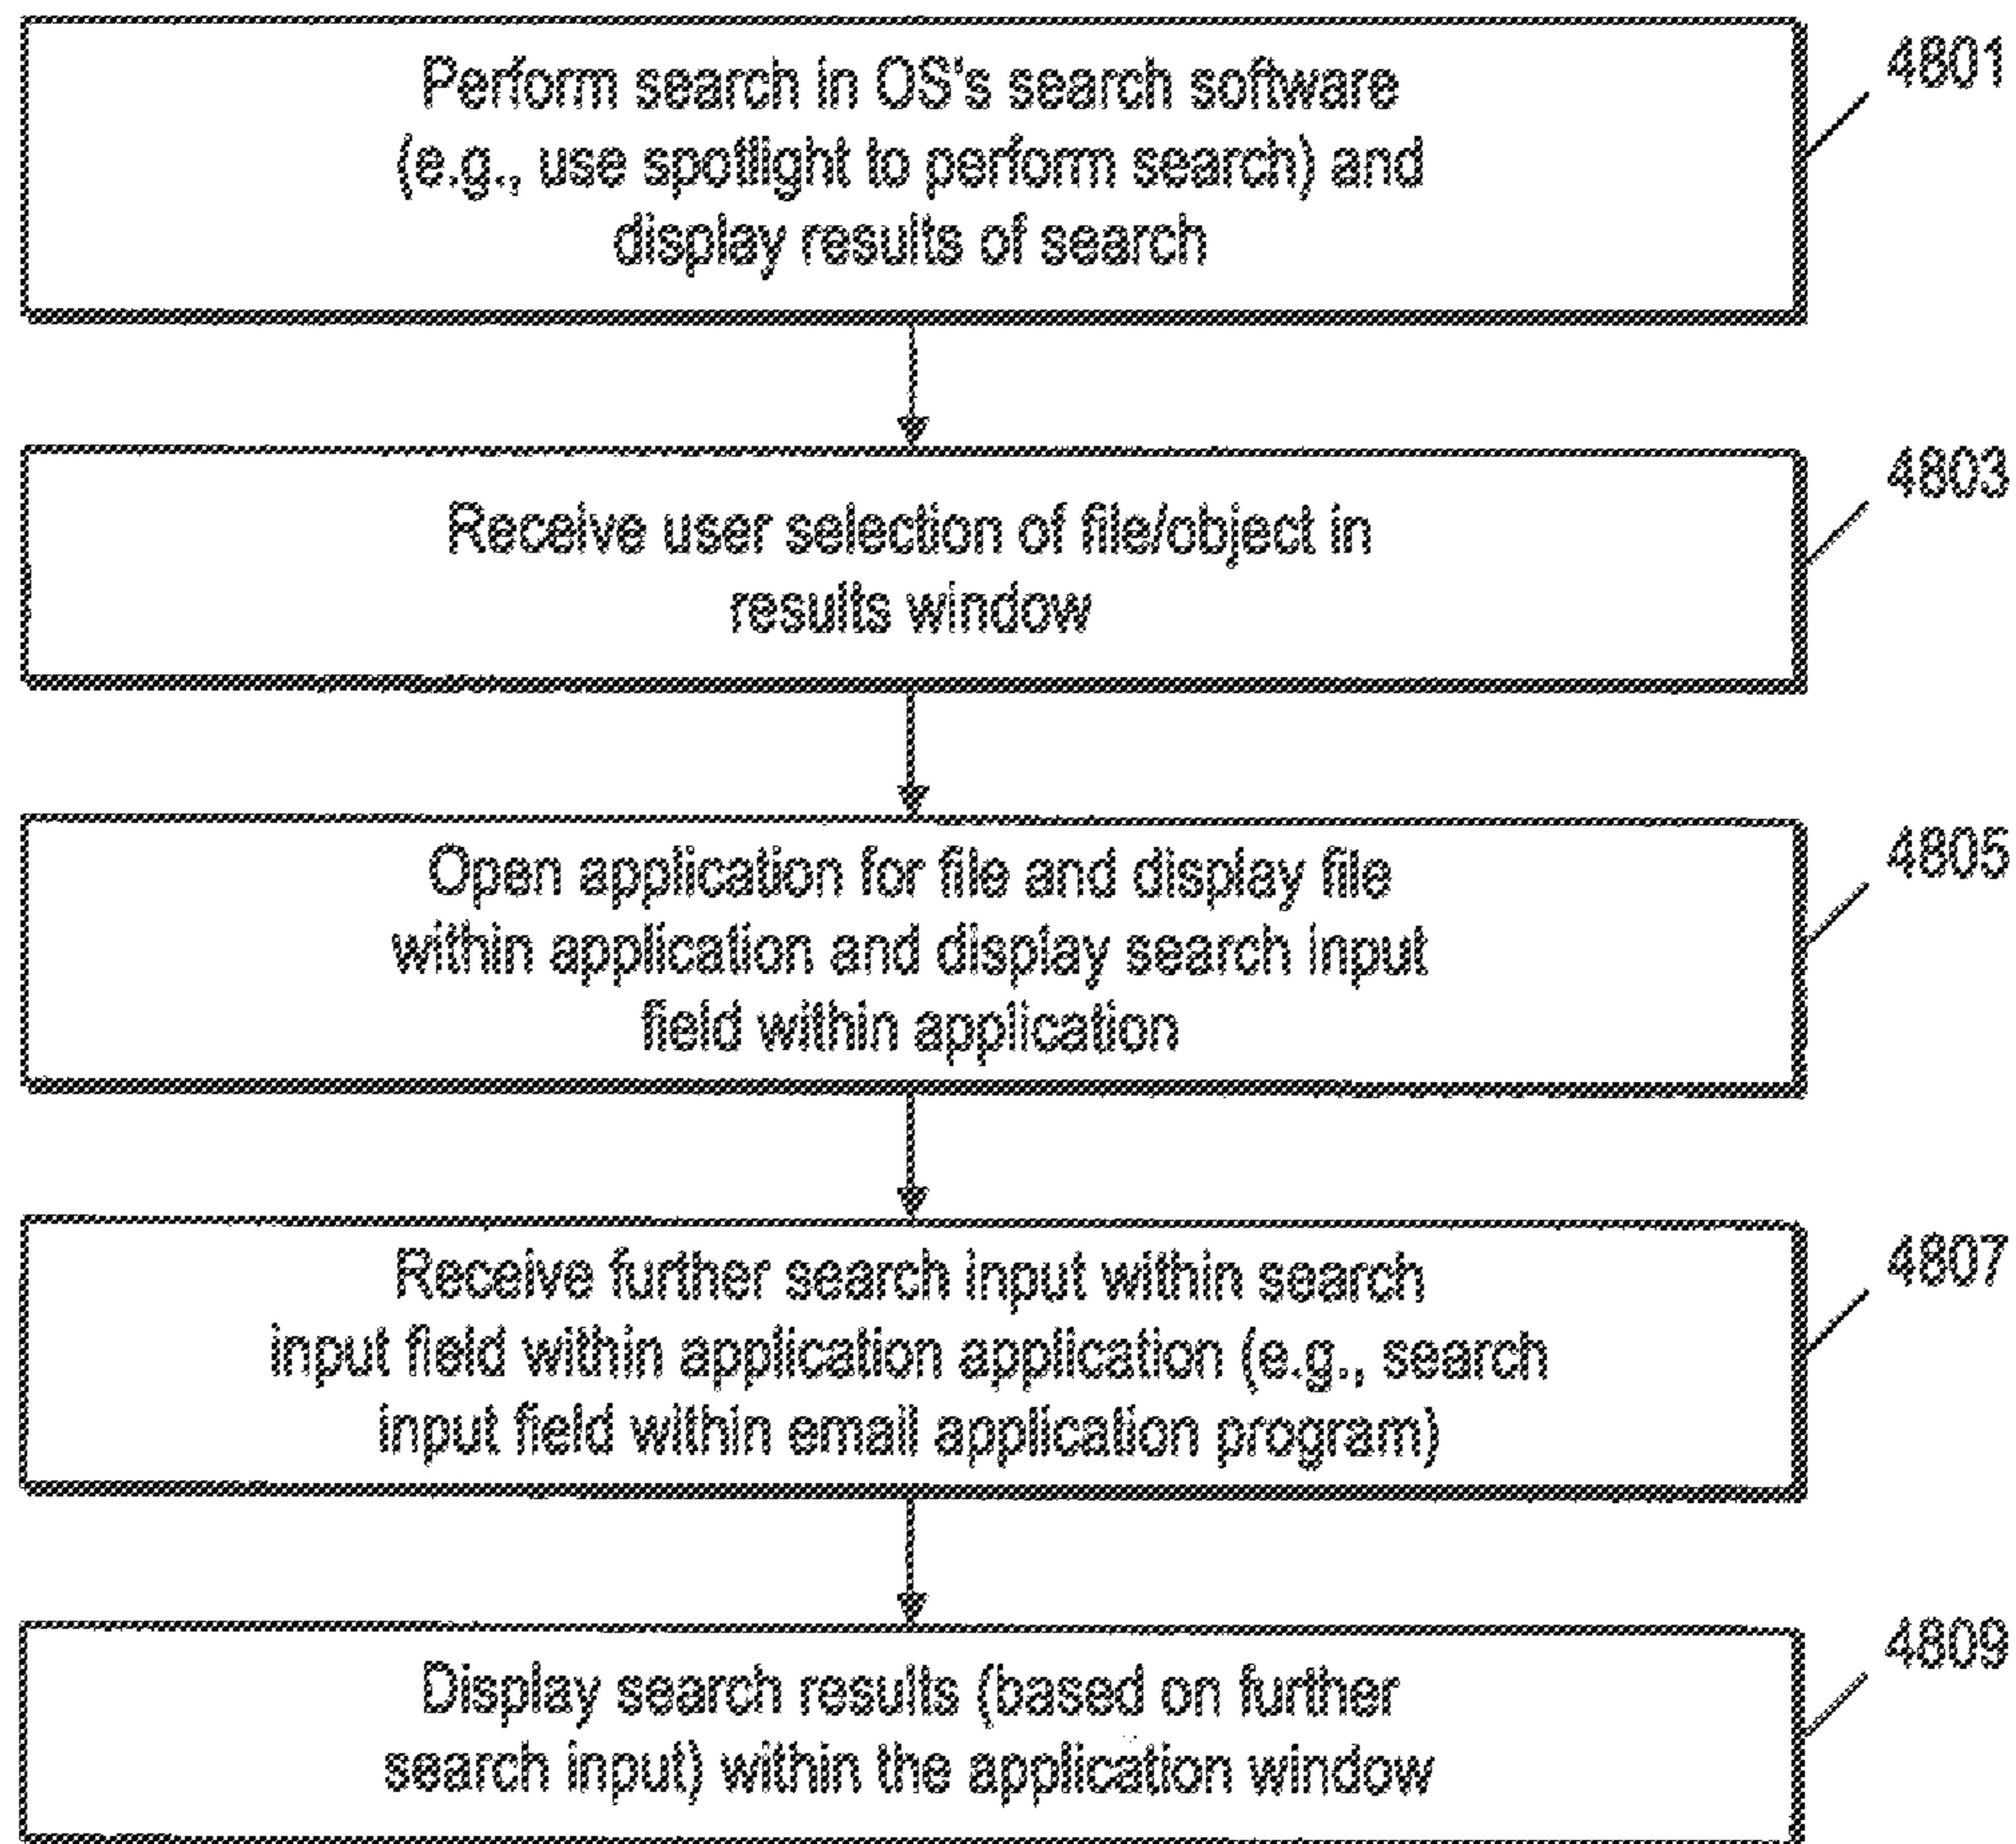 Perform search in OS's search software
(e.g., use spotlight to perform search) and
display results of search
4801
Receive user selection of file/object in
results window
4803
Open application for file and display file
within application and display search input
field within application
4805
Receive further search input within search
input field within application application (e.g., search
input field within email application program)
4807
Display search results (based on further
search input) within the application window
4809